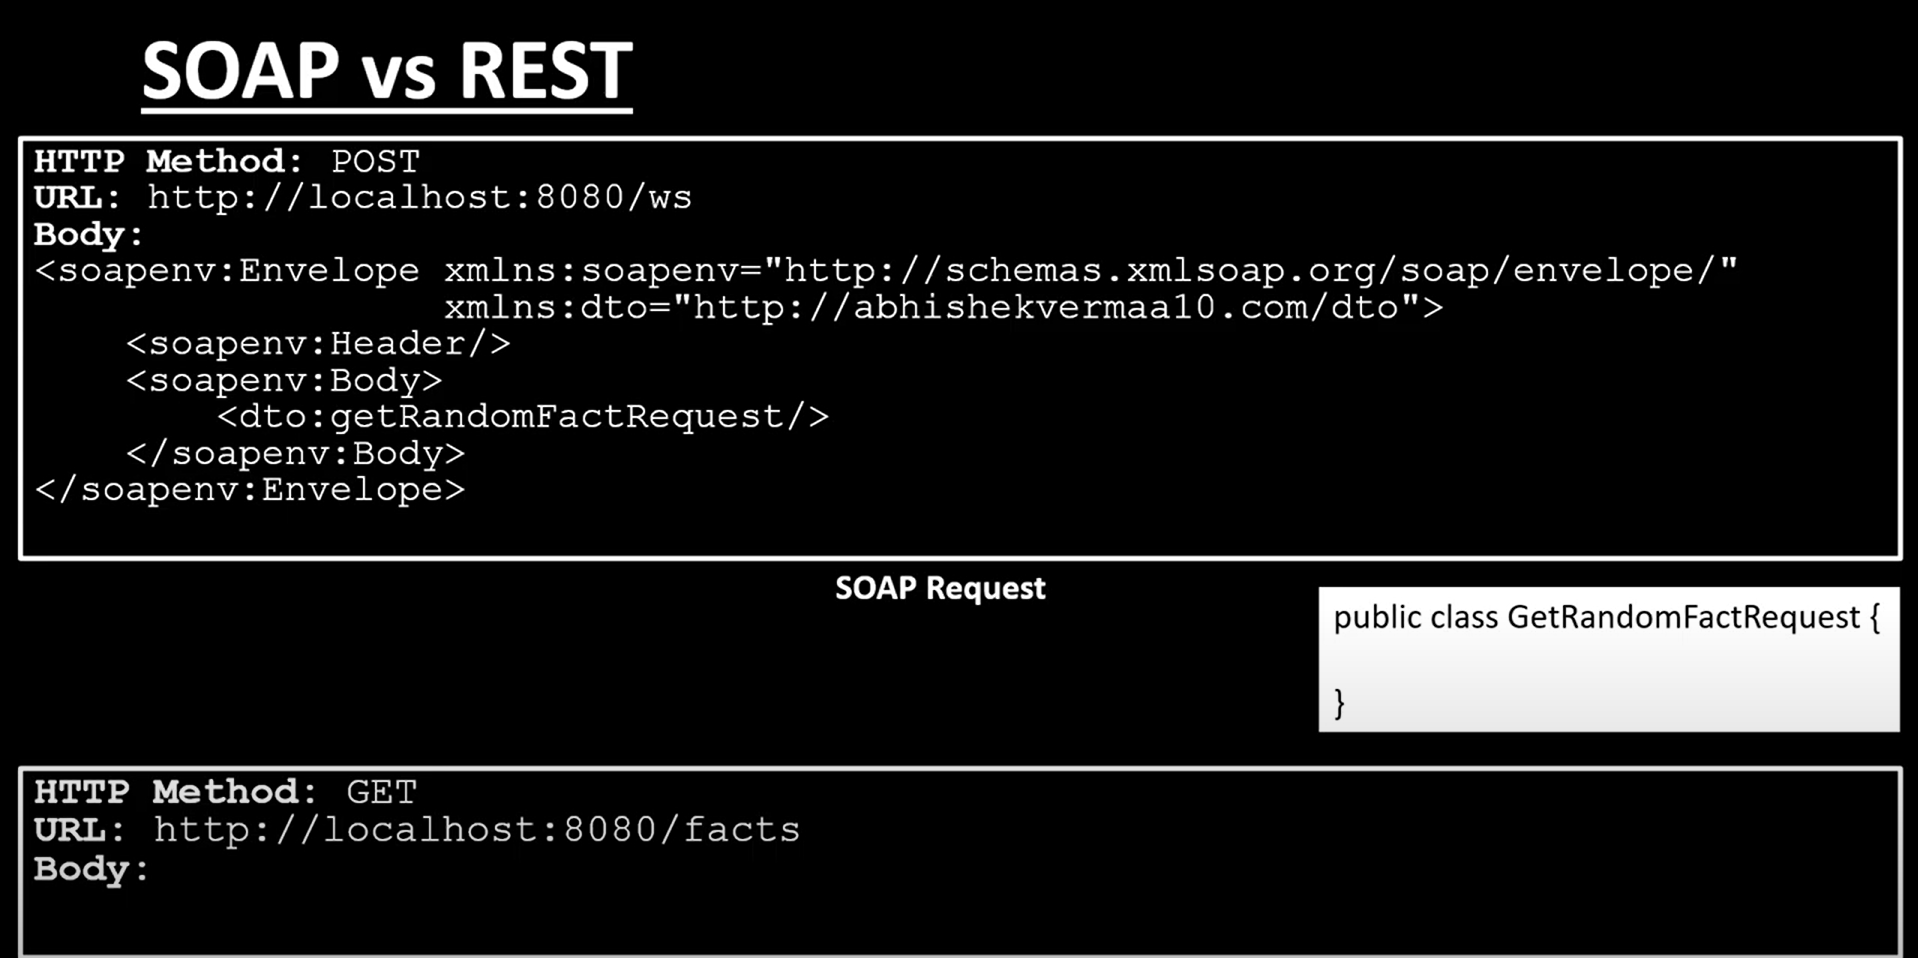 SOAP vs REST
HTTP Method: POST
URL: http://localhost:8080/ws
Body:
<soapenv:Envelope xmlns:soapenv="http://schemas.xmlsoap.org/soap/envelope/"
xmlns:dto="http://abhishekvermaa10.com/dto">
<soapenv:Header/>
<soapenv:Body>
<dto:getRandomFactRequest/>
</soapenv:Body>
</soapenv:Envelope>
SOAP Request
public class GetRandomFactRequest {
}
HTTP Method: GET
URL: http://localhost:8080/facts
Body: